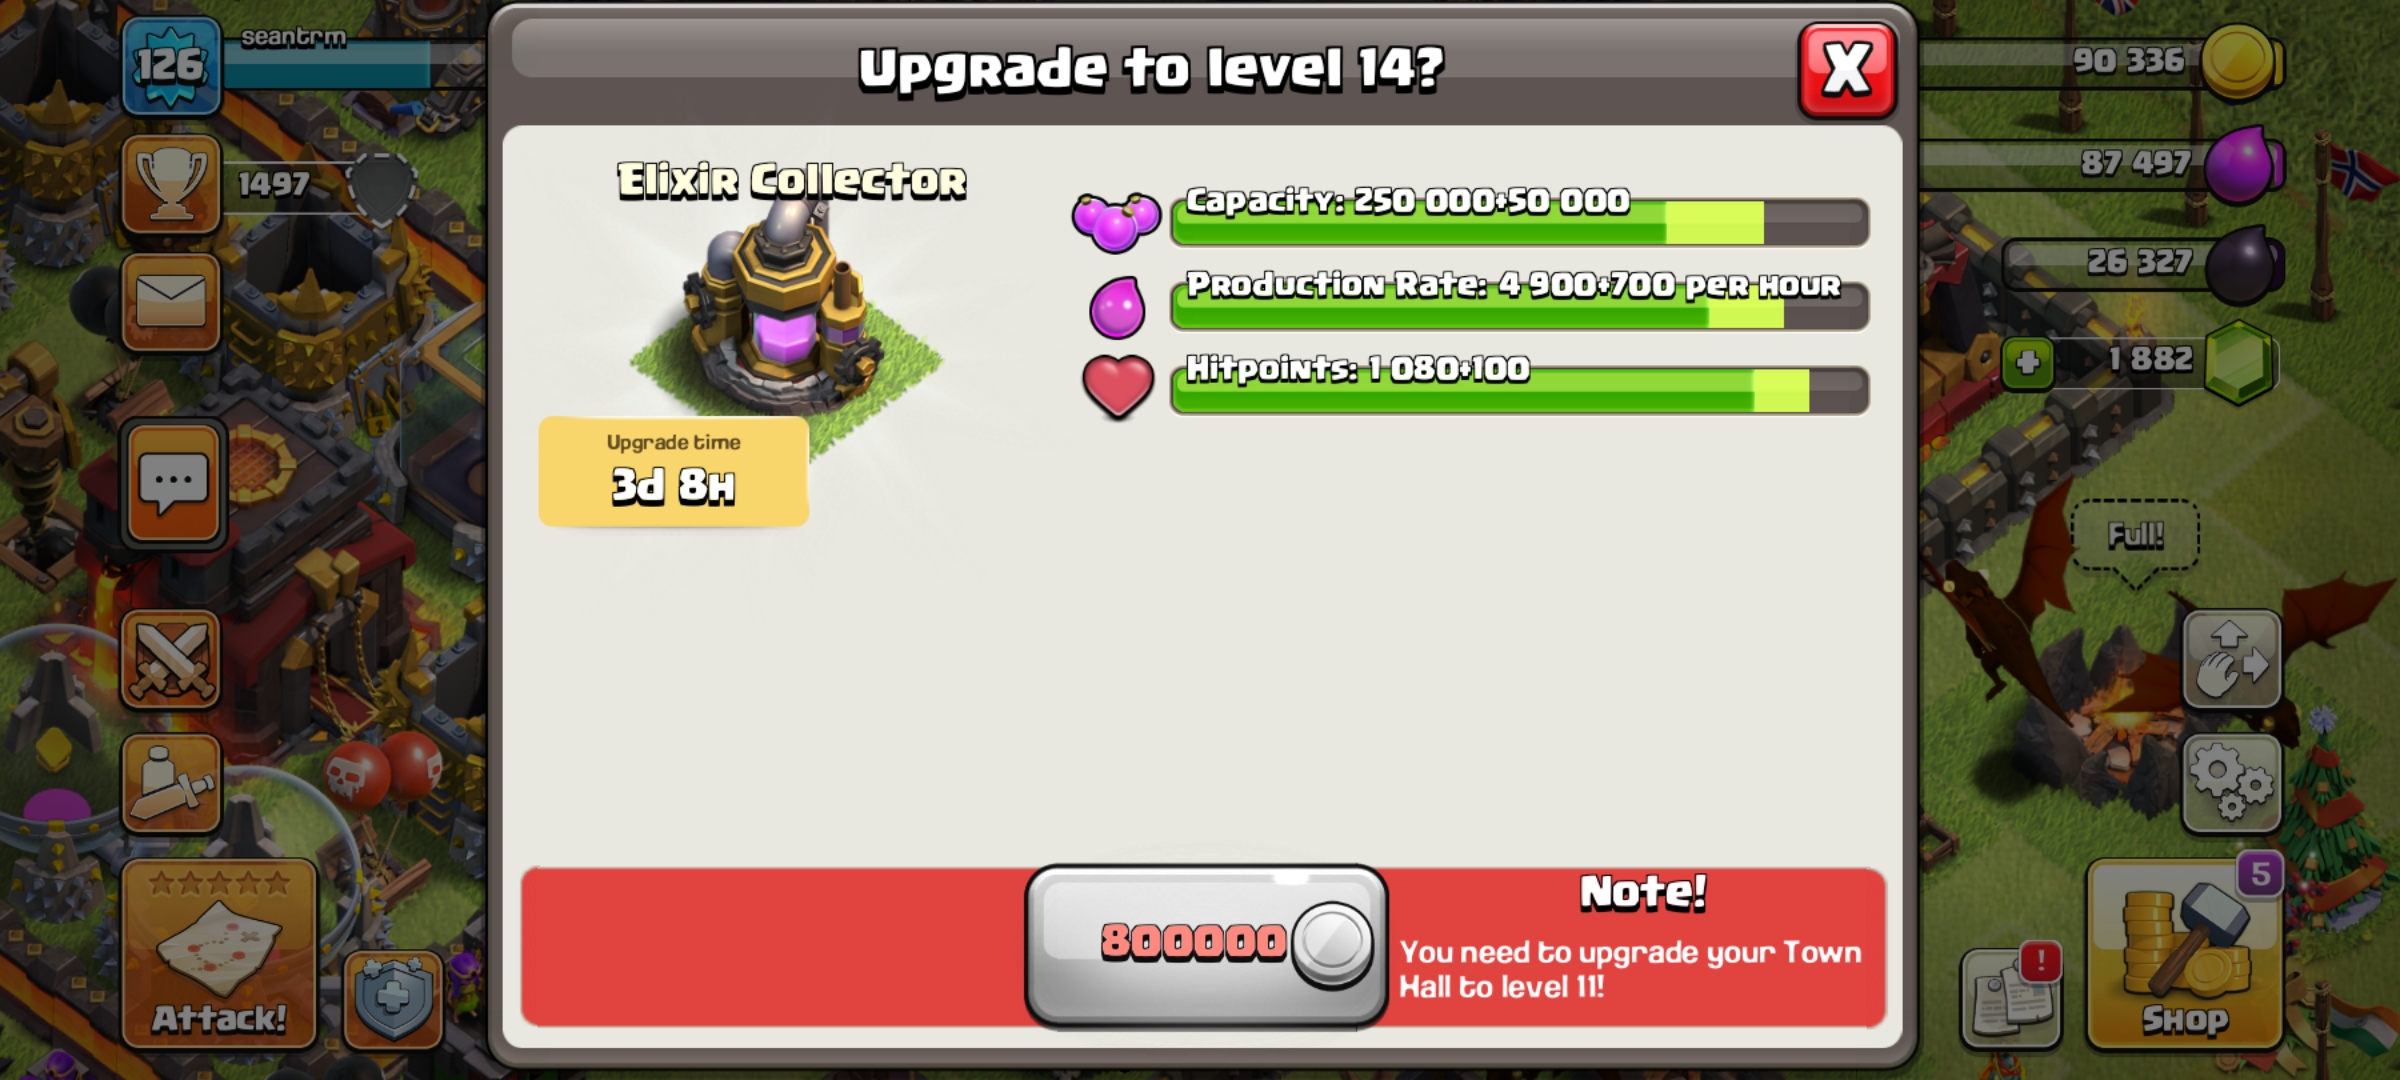 126
seantrm
Upgrade to level 14?
X
90 336
1497
Elixir Collector
Capacity: 250 000+50 000
87 497
Production Rate: 4 900+700 per hour
26 327
Hitpoints: 1 080+100
1 882
Upgrade time
3d 8h
Full!
Note!
800000
You need to upgrade your Town
Hall to level 11!
Attack!
5
!
Shop